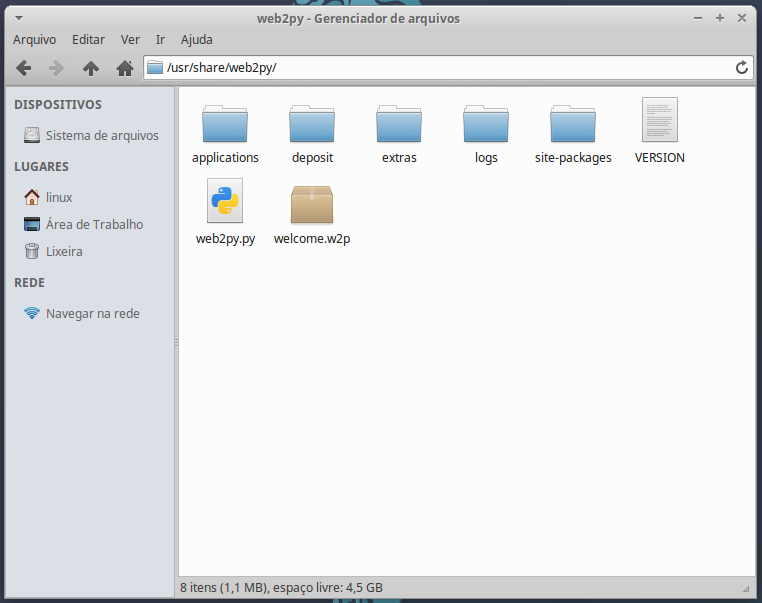 web2py - Gerenciador de arquivos
Arquivo Editar Ver Ir Ajuda
/usr/share/web2py/
DISPOSITIVOS
Sistema de arquivos
LUGARES
linux
Área de Trabalho
Lixeira
REDE
Navegar na rede
applications deposit extras logs site-packages VERSION
web2py.py welcome.w2p
8 itens (1,1 MB), espaço livre: 4,5 GB